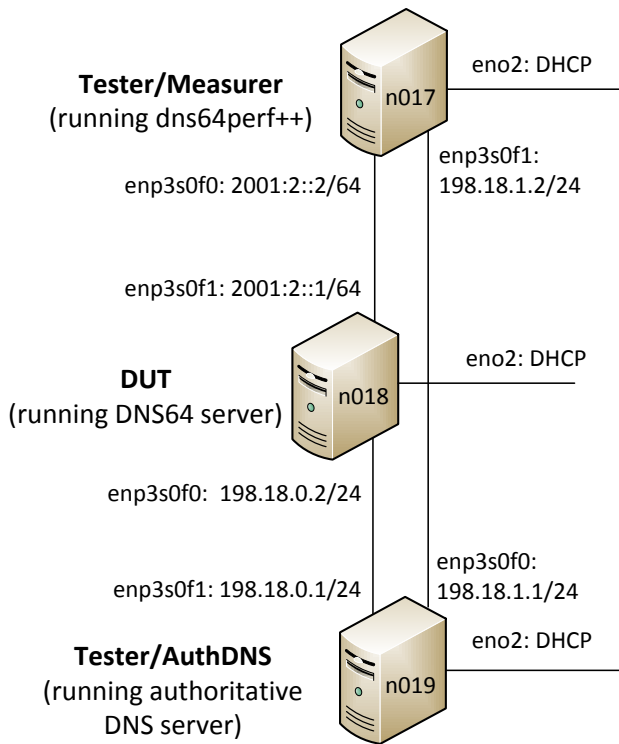 Tester/Measurer
(running dns64perf++)
n017
eno2: DHCP
enp3s0f0: 2001:2::2/64
enp3s0f1:
198.18.1.2/24
enp3s0f1: 2001:2::1/64
DUT
(running DNS64 server)
n018
eno2: DHCP
enp3s0f0: 198.18.0.2/24
enp3s0f1: 198.18.0.1/24
enp3s0f0:
198.18.1.1/24
Tester/AuthDNS
(running authoritative
DNS server)
n019
eno2: DHCP